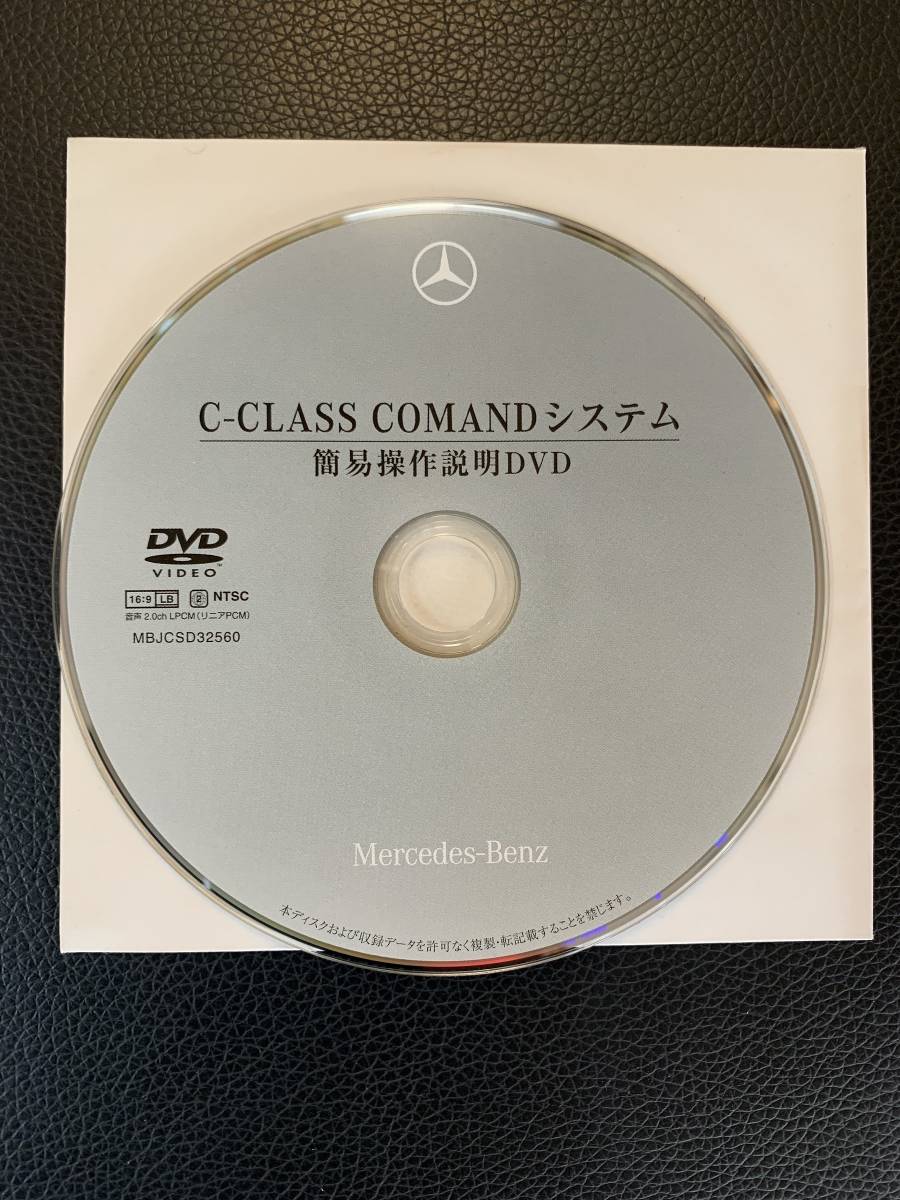 C-CLASS COMANDシステム
簡易操作説明DVD
DVD™
VIDEO
16:9 LB 2 NTSC
音声 2.0ch LPCM(リニアPCM)
MBJCSD32560
Mercedes-Benz
本ディスクおよび収録データを許可なく複製・転記載することを禁じます。